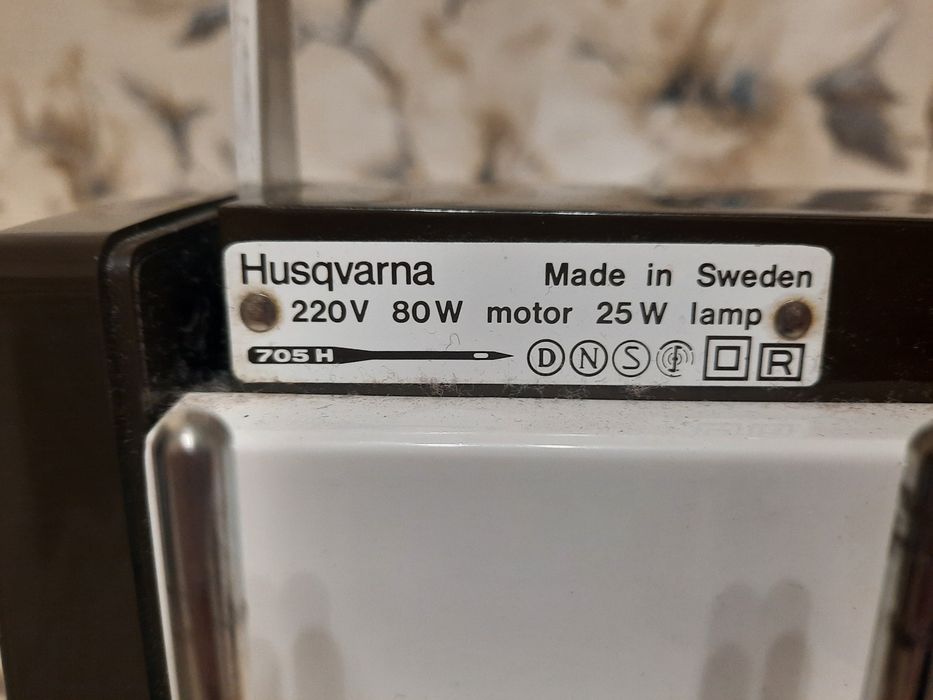 Husqvarna Made in Sweden
220V 80W motor 25W lamp
705 H D N S F R